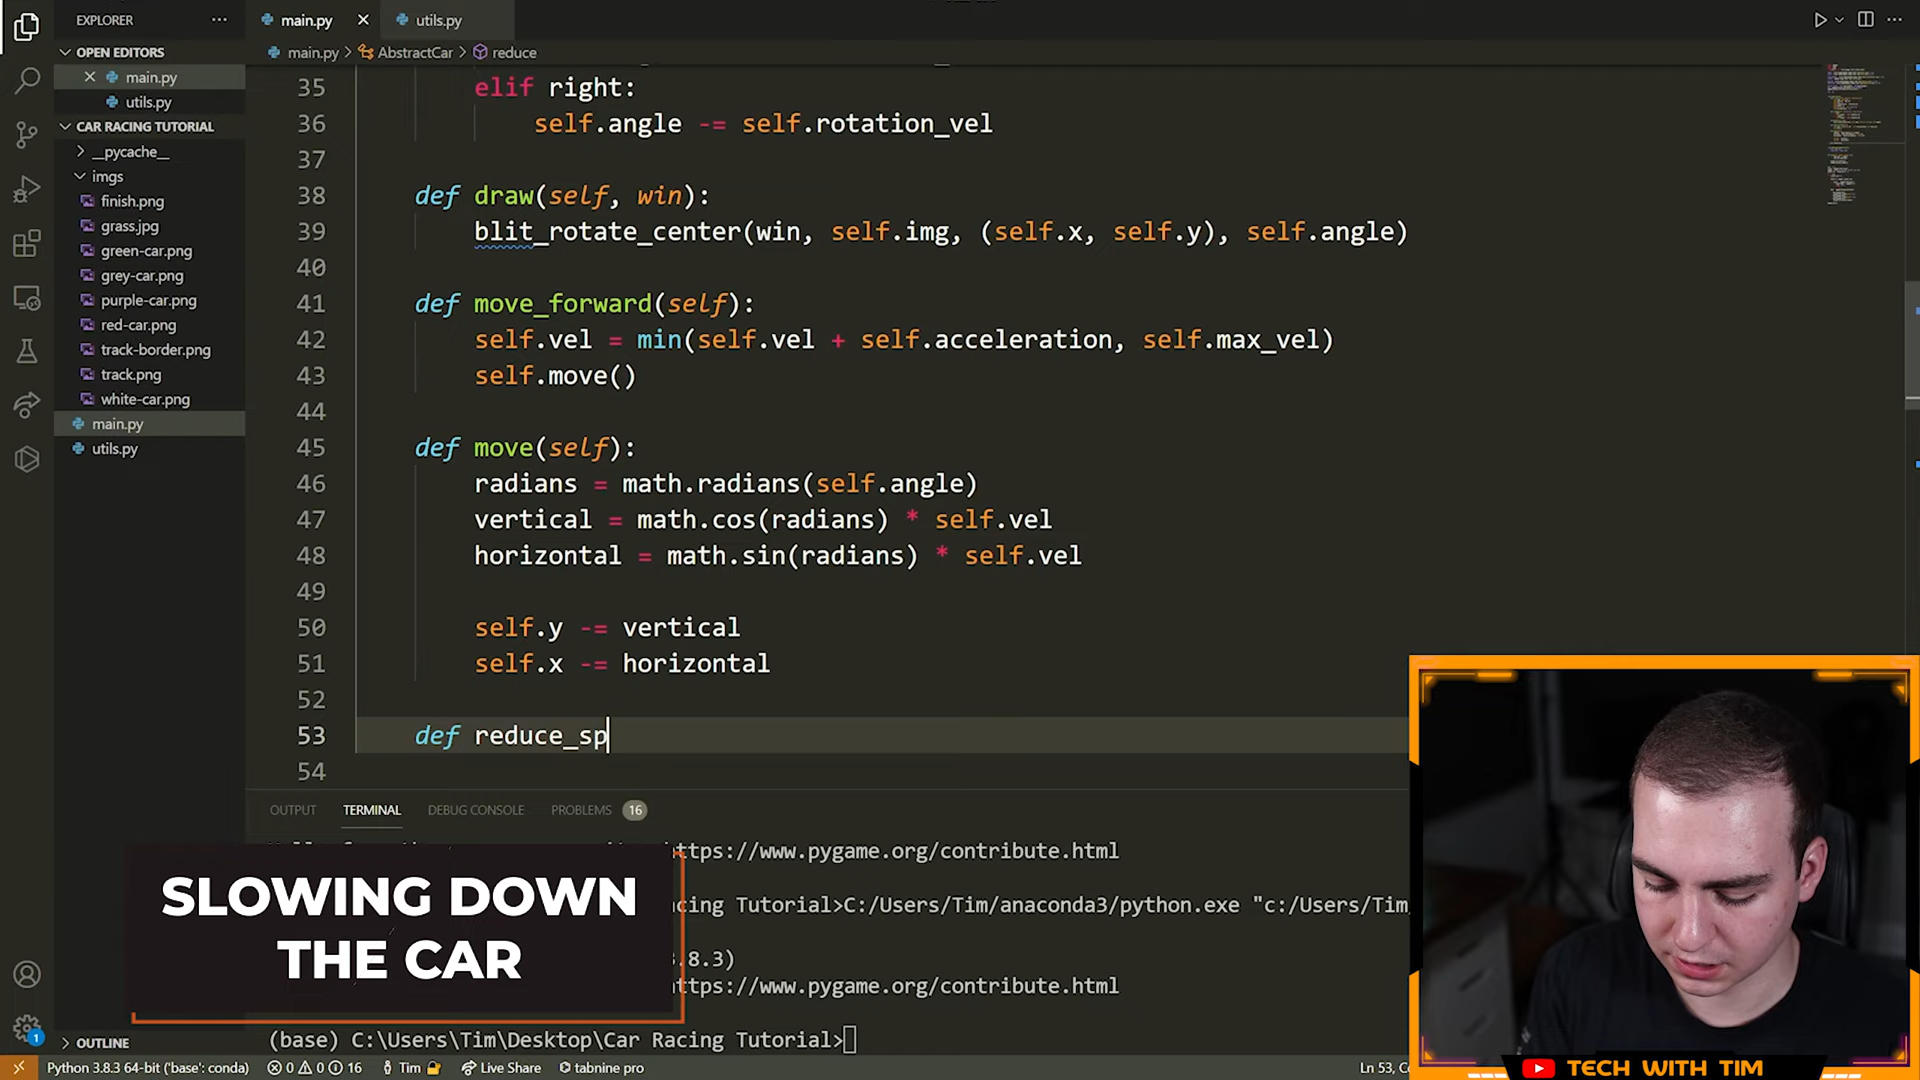 EXPLORER
main.py
utils.py
OPEN EDITORS
main.py > AbstractCar > reduce
main.py
utils.py
CAR RACING TUTORIAL
__pycache__
imgs
finish.png
grass.jpg
green-car.png
grey-car.png
purple-car.png
red-car.png
track-border.png
track.png
white-car.png
main.py
utils.py
35 elif right:
36 self.angle -= self.rotation_vel
37
38 def draw(self, win):
39 blit_rotate_center(win, self.img, (self.x, self.y), self.angle)
40
41 def move_forward(self):
42 self.vel = min(self.vel + self.acceleration, self.max_vel)
43 self.move()
44
45 def move(self):
46 radians = math.radians(self.angle)
47 vertical = math.cos(radians) * self.vel
48 horizontal = math.sin(radians) * self.vel
49
50 self.y -= vertical
51 self.x -= horizontal
52
53 def reduce_sp
54
OUTPUT TERMINAL DEBUG CONSOLE PROBLEMS 16
https://www.pygame.org/contribute.html
acing Tutorial>C:/Users/Tim/anaconda3/python.exe "c:/Users/Tim/
3.8.3)
https://www.pygame.org/contribute.html
(base) C:\Users\Tim\Desktop\Car Racing Tutorial>
SLOWING DOWN
THE CAR
1
OUTLINE
Python 3.8.3 64-bit ('base': conda) 0 0 16 Tim Live Share tabnine pro Ln 53,
TECH WITH TIM